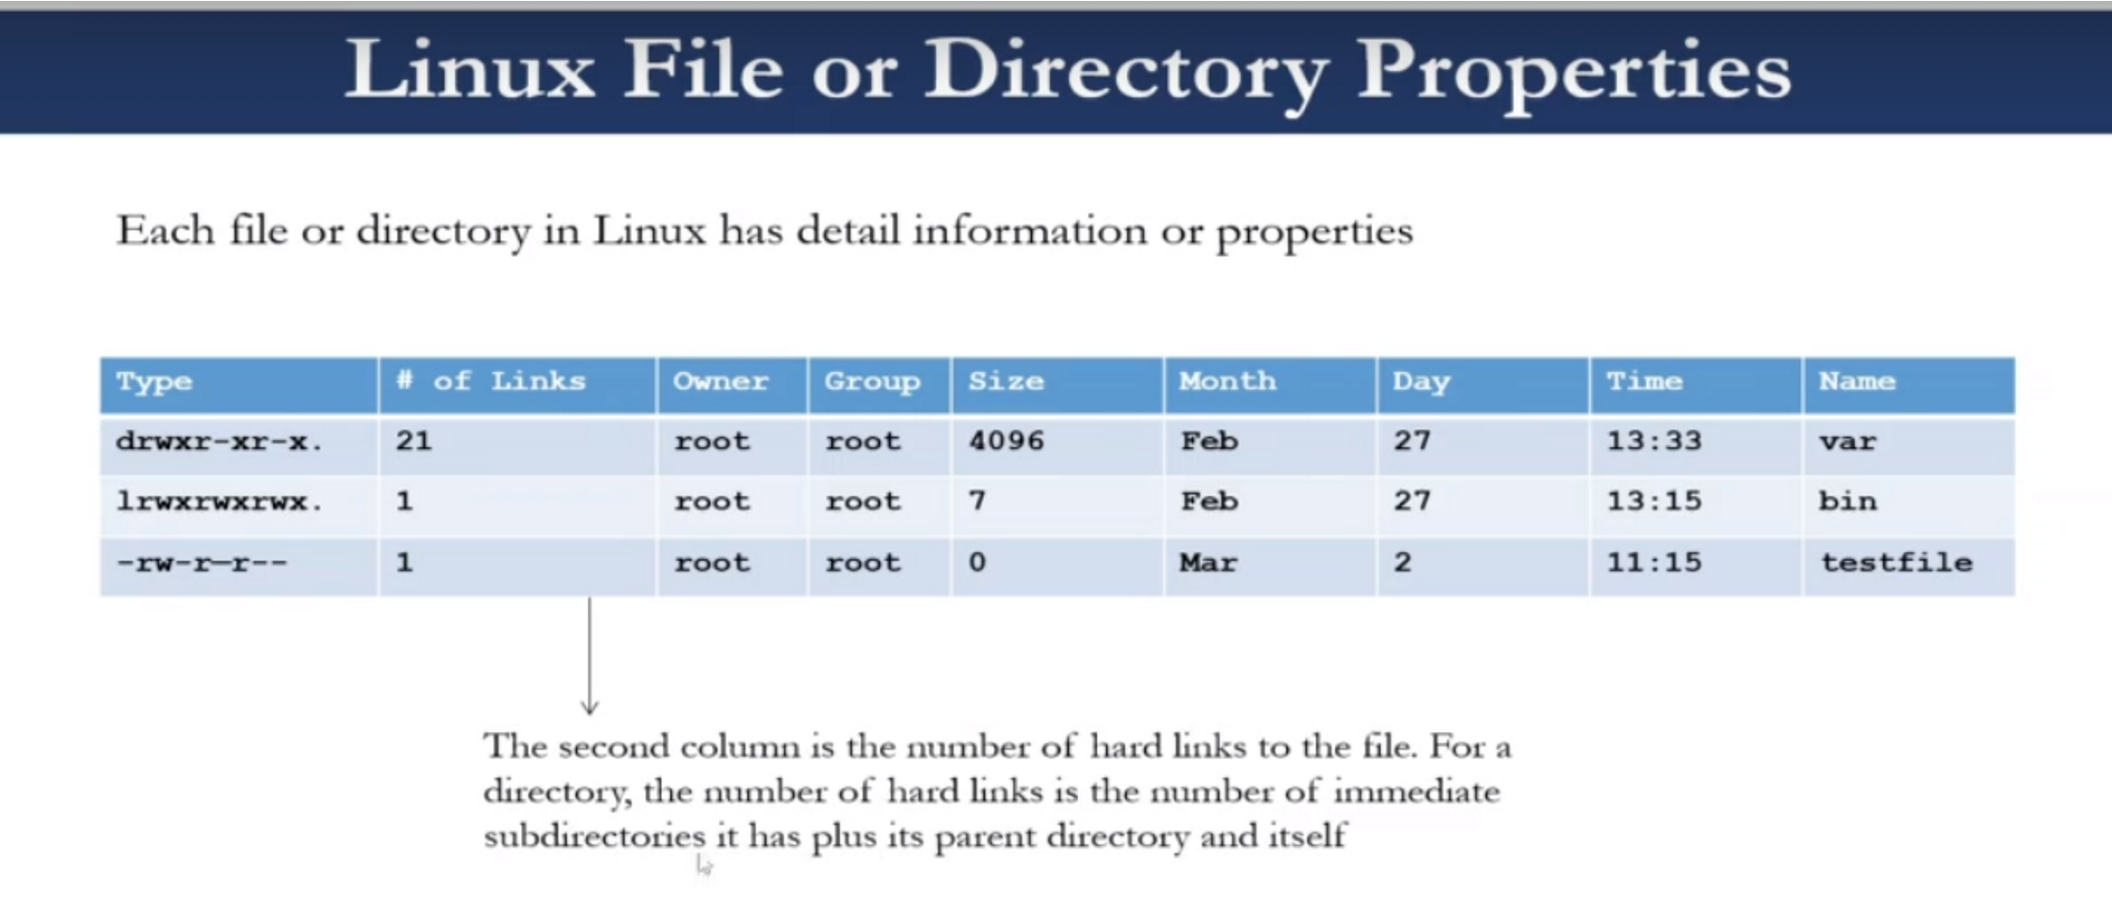 Linux File or Directory Properties
Each file or directory in Linux has detail information or properties
Type # of Links Owner Group Size Month Day Time Name
drwxr-xr-x. 21 root root 4096 Feb 27 13:33 var
lrwxrwxrwx. 1 root root 7 Feb 27 13:15 bin
-rw-r—r-- 1 root root 0 Mar 2 11:15 testfile
The second column is the number of hard links to the file. For a
directory, the number of hard links is the number of immediate
subdirectories it has plus its parent directory and itself